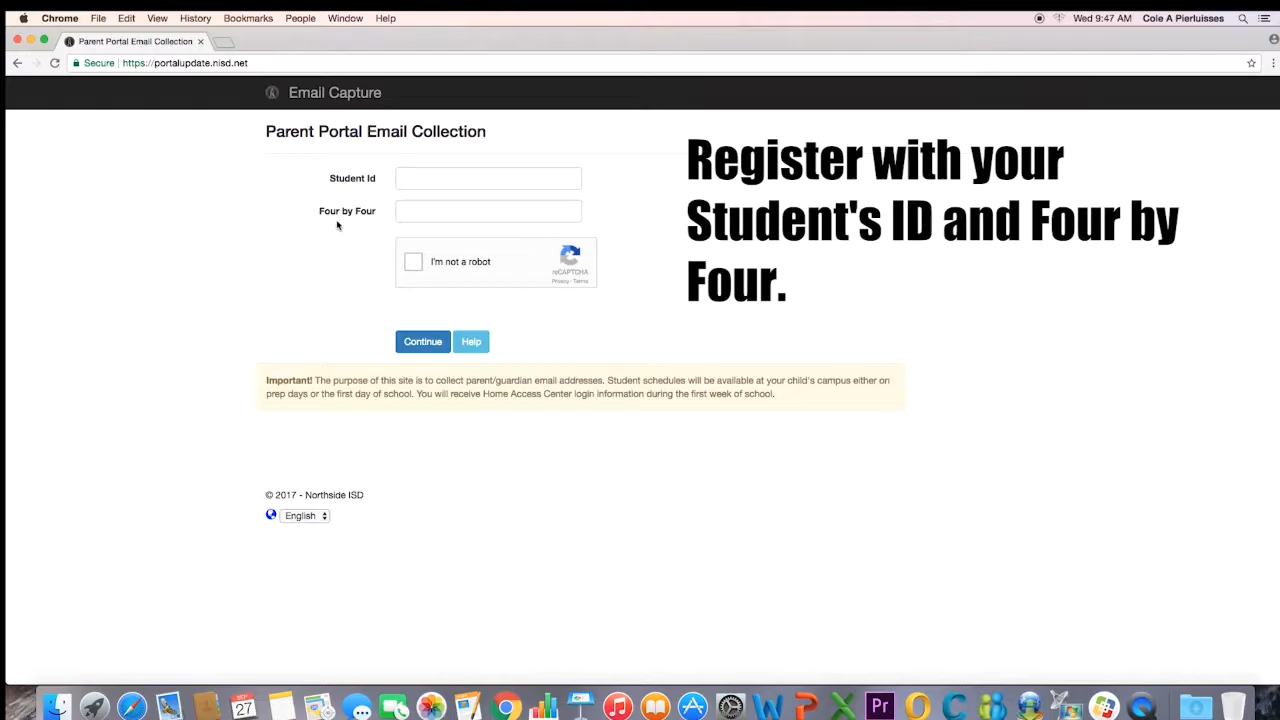 Chrome File Edit View History Bookmarks People Window Help Wed 9:47 AM Cole A Pierluisses
Parent Portal Email Collection
Secure https://portalupdate.nisd.net
Email Capture
Parent Portal Email Collection
Student Id
Four by Four
I'm not a robot
reCAPTCHA
Privacy - Terms
Continue Help
Important! The purpose of this site is to collect parent/guardian email addresses. Student schedules will be available at your child's campus either on
prep days or the first day of school. You will receive Home Access Center login information during the first week of school.
© 2017 - Northside ISD
English
Register with your
Student's ID and Four by
Four.
SEP
27
Pr